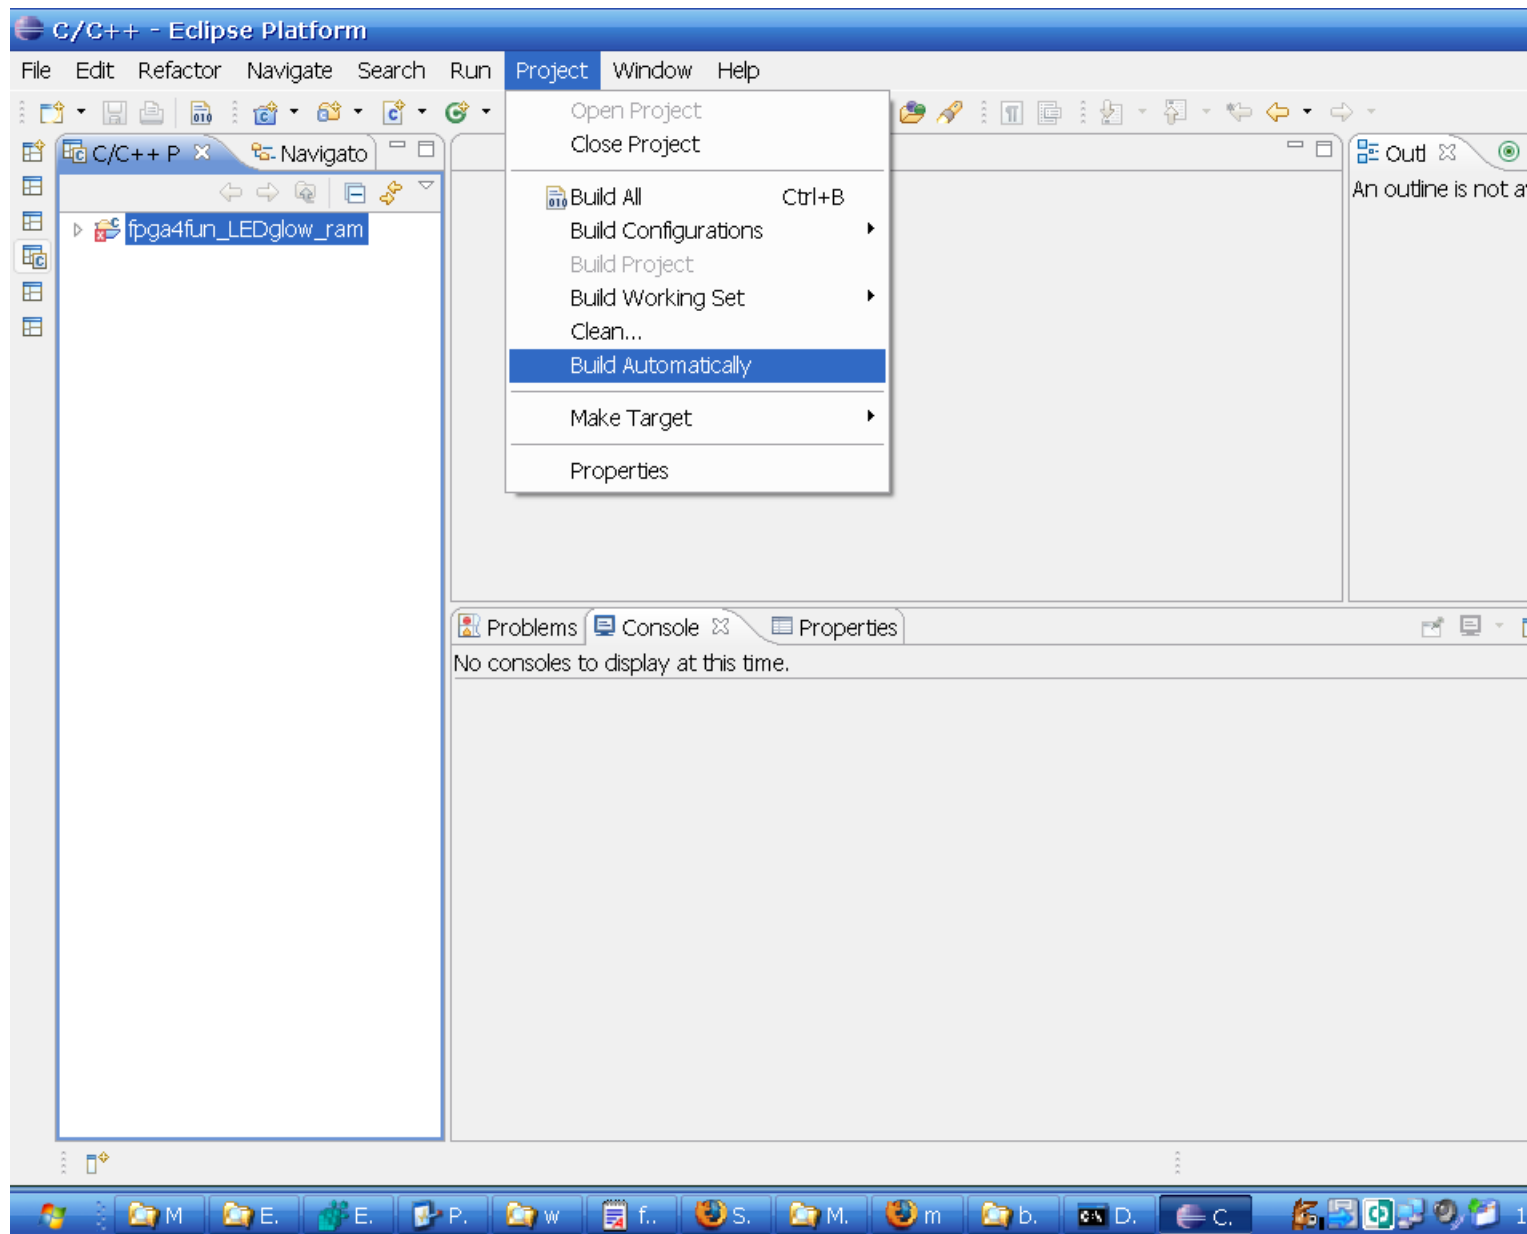 C/C++ - Eclipse Platform
File Edit Refactor Navigate Search Run Project Window Help
Open Project
Close Project
C/C++ P Navigato
Outl
An outline is not a
Build All Ctrl+B
Build Configurations
Build Project
Build Working Set
Clean...
Build Automatically
Make Target
Properties
fpga4fun_LEDglow_ram
Problems Console Properties
No consoles to display at this time.
M E. E. P. w f.. S. M. m b. D. C. 1